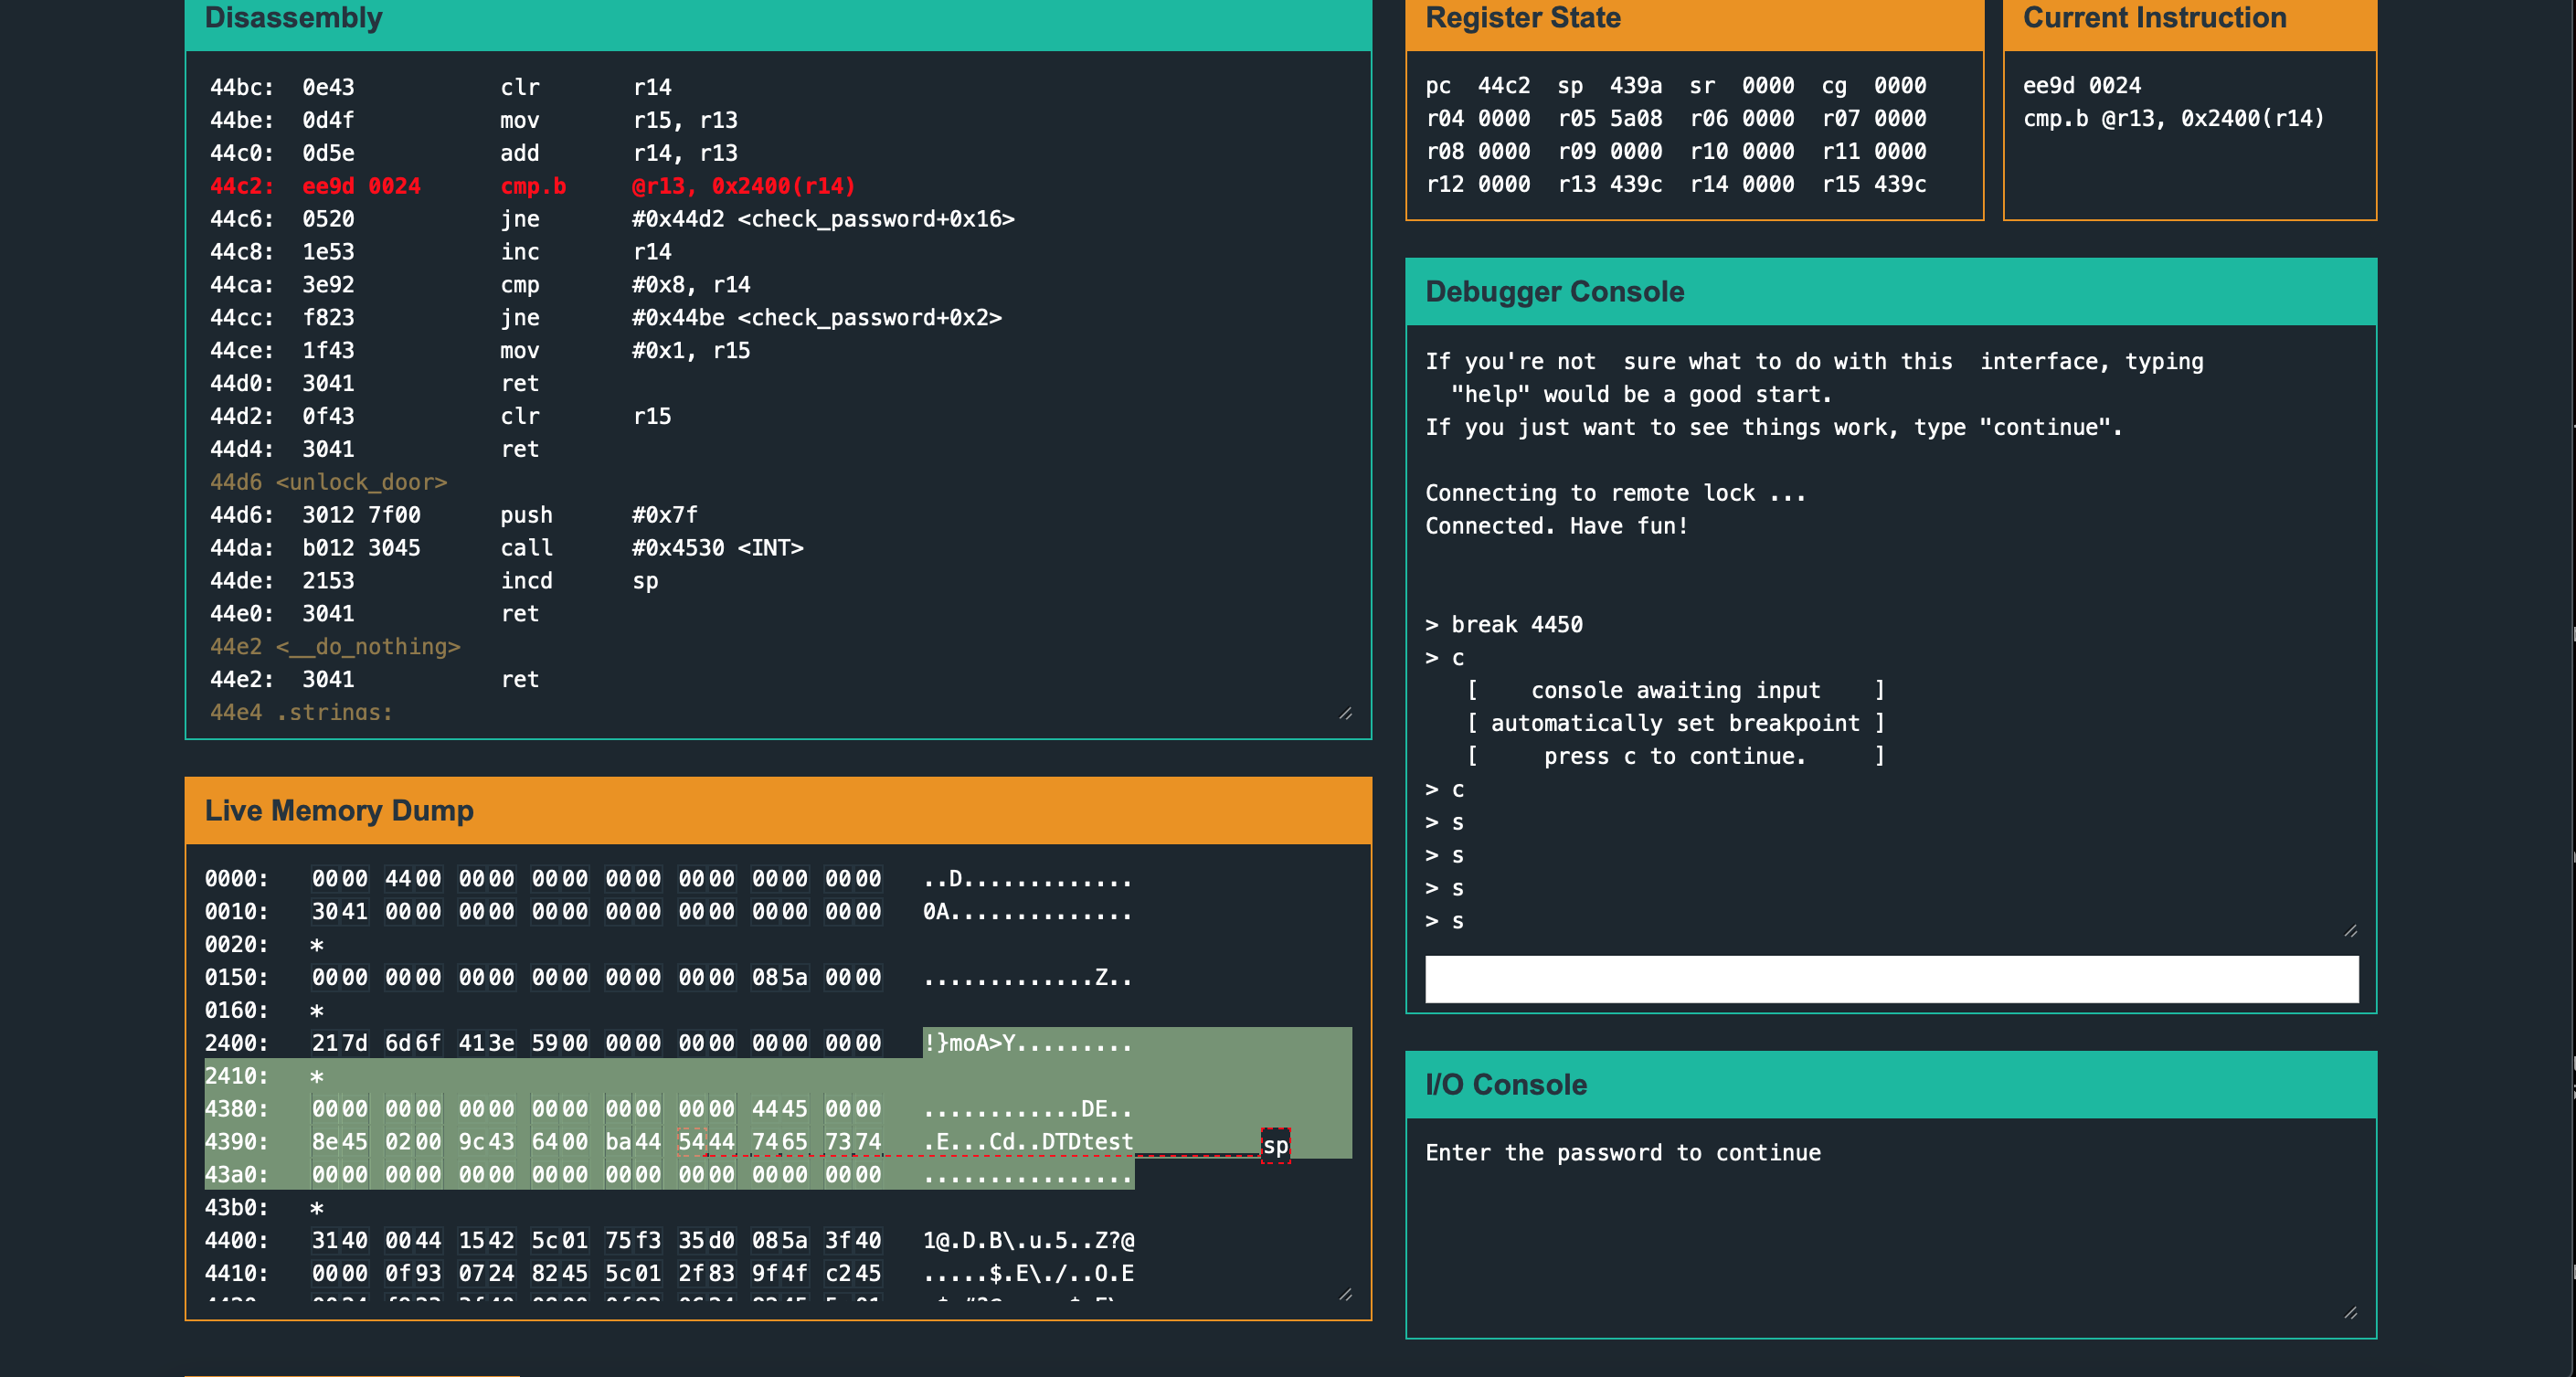 Disassembly
44bc: 0e43 clr r14
44be: 0d4f mov r15, r13
44c0: 0d5e add r14, r13
44c2: ee9d 0024 cmp.b @r13, 0x2400(r14)
44c6: 0520 jne #0x44d2 <check_password+0x16>
44c8: 1e53 inc r14
44ca: 3e92 cmp #0x8, r14
44cc: f823 jne #0x44be <check_password+0x2>
44ce: 1f43 mov #0x1, r15
44d0: 3041 ret
44d2: 0f43 clr r15
44d4: 3041 ret
44d6 <unlock_door>
44d6: 3012 7f00 push #0x7f
44da: b012 3045 call #0x4530 <INT>
44de: 2153 incd sp
44e0: 3041 ret
44e2 <__do_nothing>
44e2: 3041 ret
44e4 .strings:
Live Memory Dump
0000: 0000 4400 0000 0000 0000 0000 0000 0000 ..D.............
0010: 3041 0000 0000 0000 0000 0000 0000 0000 0A..............
0020: *
0150: 0000 0000 0000 0000 0000 0000 085a 0000 .............Z..
0160: *
2400: 217d 6d6f 413e 5900 0000 0000 0000 0000 !}moA>Y.........
2410: *
4380: 0000 0000 0000 0000 0000 0000 4445 0000 ............DE..
4390: 8e45 0200 9c43 6400 ba44 5444 7465 7374 .E...Cd..DTDtest sp
43a0: 0000 0000 0000 0000 0000 0000 0000 0000 ................
43b0: *
4400: 3140 0044 1542 5c01 75f3 35d0 085a 3f40 1@.D.B\.u.5..Z?@
4410: 0000 0f93 0724 8245 5c01 2f83 9f4f c245 .....$.E\./..O.E
Register State
pc 44c2 sp 439a sr 0000 cg 0000
r04 0000 r05 5a08 r06 0000 r07 0000
r08 0000 r09 0000 r10 0000 r11 0000
r12 0000 r13 439c r14 0000 r15 439c
Current Instruction
ee9d 0024
cmp.b @r13, 0x2400(r14)
Debugger Console
If you're not sure what to do with this interface, typing
"help" would be a good start.
If you just want to see things work, type "continue".
Connecting to remote lock ...
Connected. Have fun!
> break 4450
> c
[ console awaiting input ]
[ automatically set breakpoint ]
[ press c to continue. ]
> c
> s
> s
> s
> s
I/O Console
Enter the password to continue